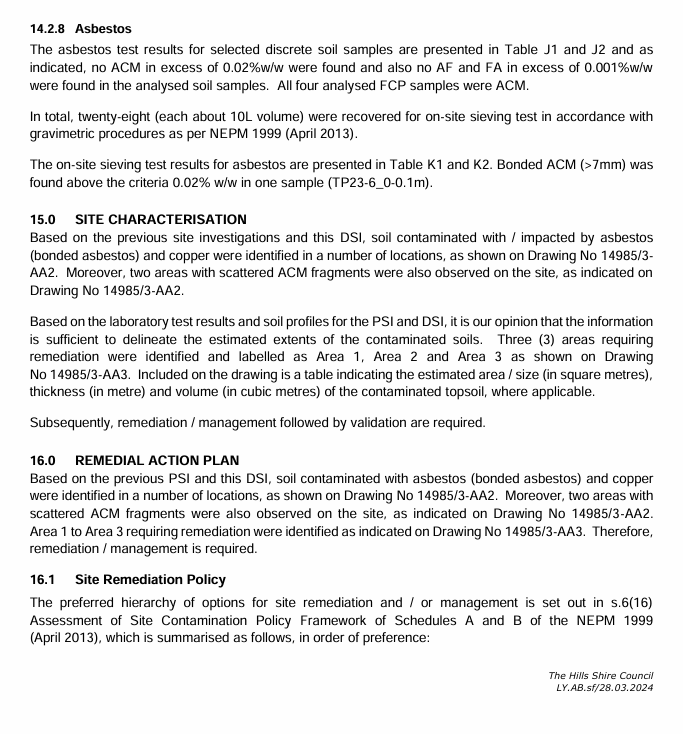 14.2.8 Asbestos
The asbestos test results for selected discrete soil samples are presented in Table J1 and J2 and as
indicated, no ACM in excess of 0.02%w/w were found and also no AF and FA in excess of 0.001%w/w
were found in the analysed soil samples. All four analysed FCP samples were ACM.
In total, twenty-eight (each about 10L volume) were recovered for on-site sieving test in accordance with
gravimetric procedures as per NEPM 1999 (April 2013).
The on-site sieving test results for asbestos are presented in Table K1 and K2. Bonded ACM (>7mm) was
found above the criteria 0.02% w/w in one sample (TP23-6_0-0.1m).
15.0 SITE CHARACTERISATION
Based on the previous site investigations and this DSI, soil contaminated with / impacted by asbestos
(bonded asbestos) and copper were identified in a number of locations, as shown on Drawing No 14985/3-
AA2. Moreover, two areas with scattered ACM fragments were also observed on the site, as indicated on
Drawing No 14985/3-AA2.
Based on the laboratory test results and soil profiles for the PSI and DSI, it is our opinion that the information
is sufficient to delineate the estimated extents of the contaminated soils. Three (3) areas requiring
remediation were identified and labelled as Area 1, Area 2 and Area 3 as shown on Drawing
No 14985/3-AA3. Included on the drawing is a table indicating the estimated area / size (in square metres),
thickness (in metre) and volume (in cubic metres) of the contaminated topsoil, where applicable.
Subsequently, remediation / management followed by validation are required.
16.0 REMEDIAL ACTION PLAN
Based on the previous PSI and this DSI, soil contaminated with asbestos (bonded asbestos) and copper
were identified in a number of locations, as shown on Drawing No 14985/3-AA2. Moreover, two areas with
scattered ACM fragments were also observed on the site, as indicated on Drawing No 14985/3-AA2.
Area 1 to Area 3 requiring remediation were identified as indicated on Drawing No 14985/3-AA3. Therefore,
remediation / management is required.
16.1 Site Remediation Policy
The preferred hierarchy of options for site remediation and / or management is set out in s.6(16)
Assessment of Site Contamination Policy Framework of Schedules A and B of the NEPM 1999
(April 2013), which is summarised as follows, in order of preference:
The Hills Shire Council
LY.AB.sf/28.03.2024